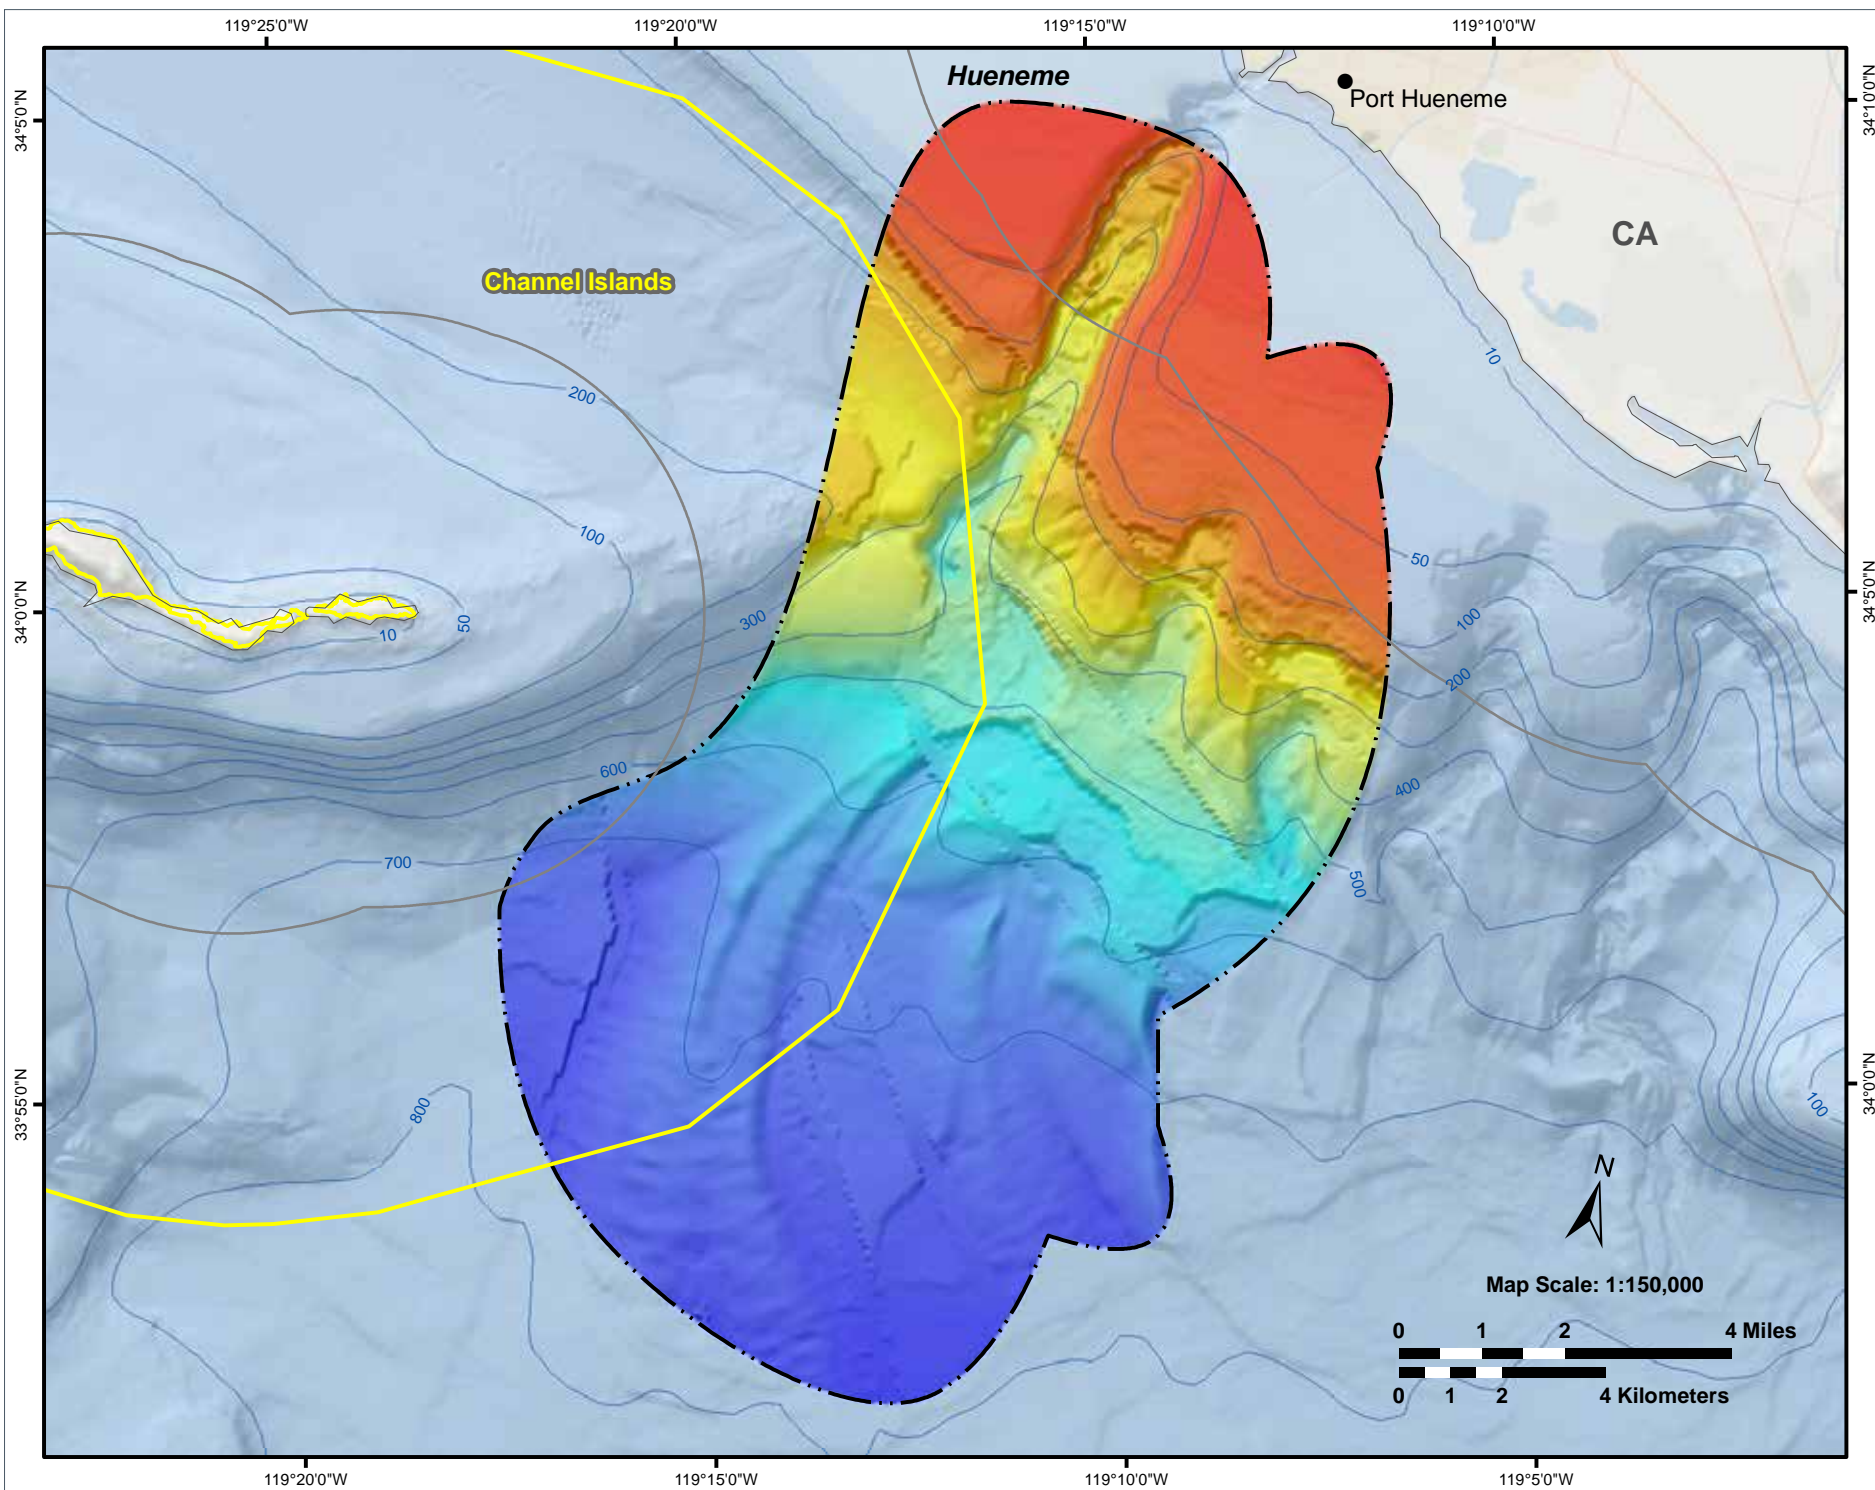 119°25'0"W
119°20'0"W
119°15'0"W
119°10'0"W
34°5'0"N
34°10'0"N
Hueneme
Port Hueneme
CA
Channel Islands
10
200
100
50
50
10
300
100
200
34°0'0"N
34°5'0"N
600
400
700
500
800
100
33°55'0"N
34°0'0"N
N
Map Scale: 1:150,000
0 1 2 4 Miles
0 1 2 4 Kilometers
119°20'0"W
119°15'0"W
119°10'0"W
119°5'0"W